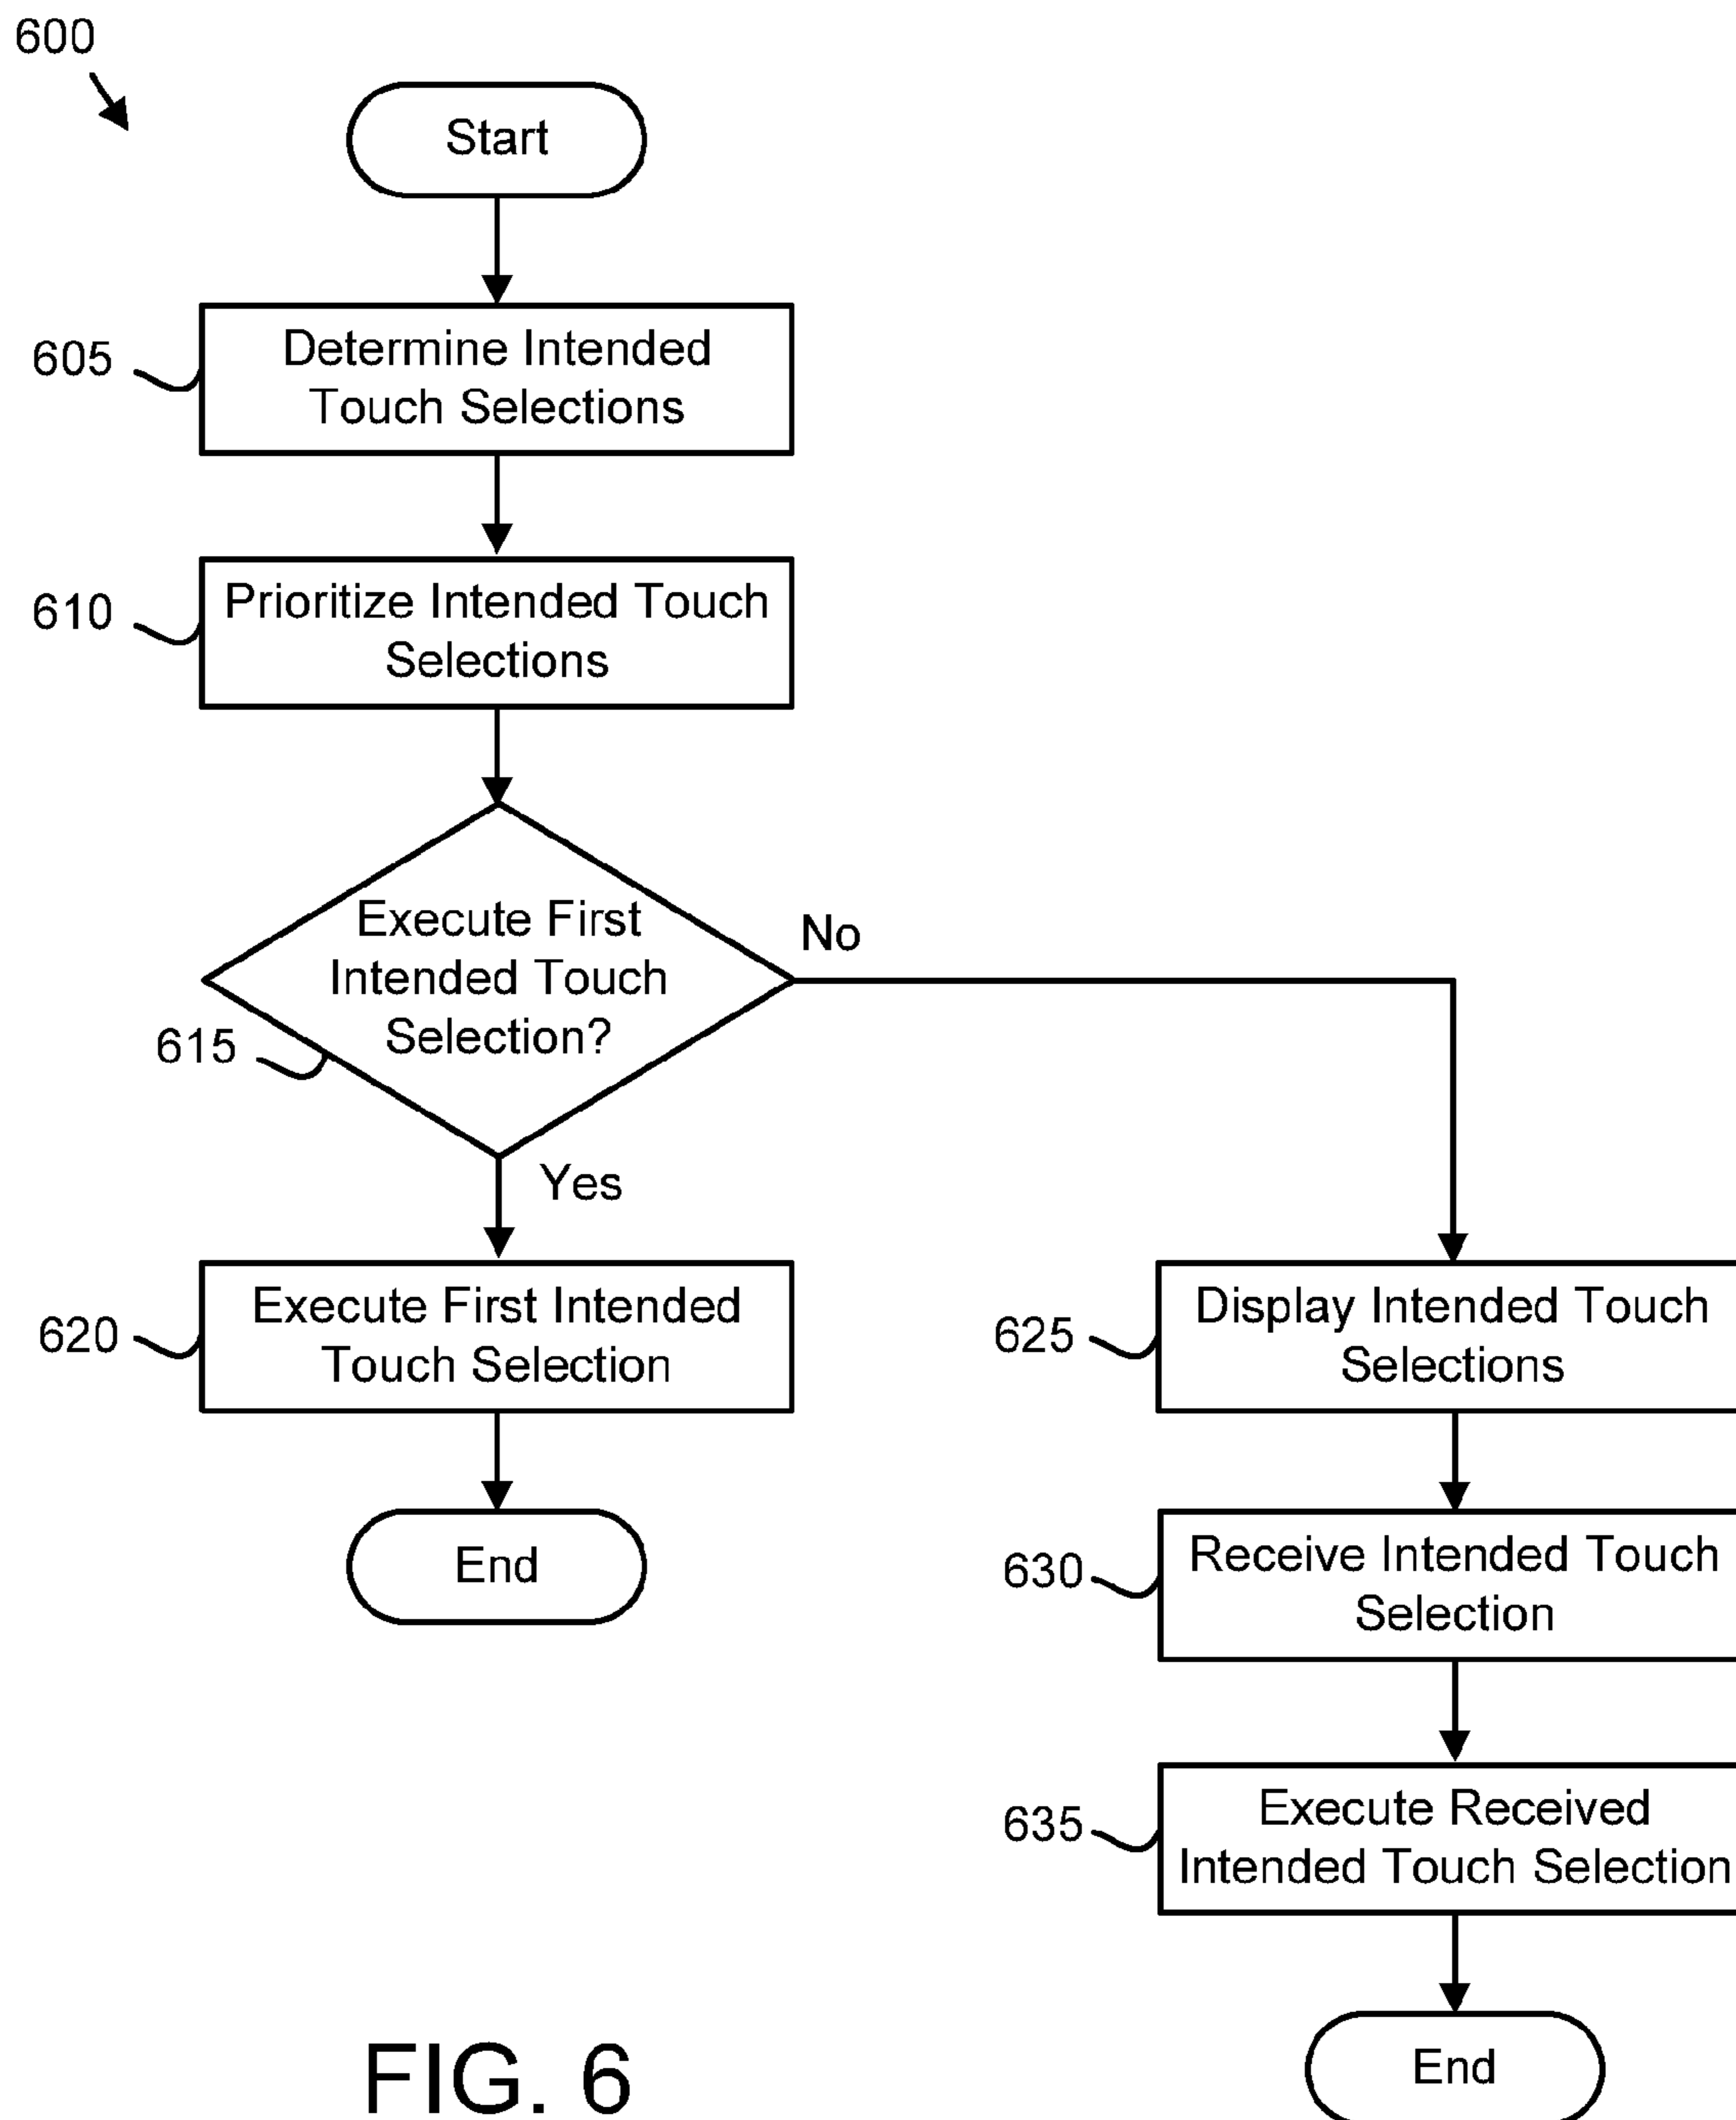 600
Start
605
Determine Intended
Touch Selections
610
Prioritize Intended Touch
Selections
Execute First
Intended Touch
Selection?
615
No
Yes
620
Execute First Intended
Touch Selection
End
625
Display Intended Touch
Selections
630
Receive Intended Touch
Selection
635
Execute Received
Intended Touch Selection
End
FIG. 6